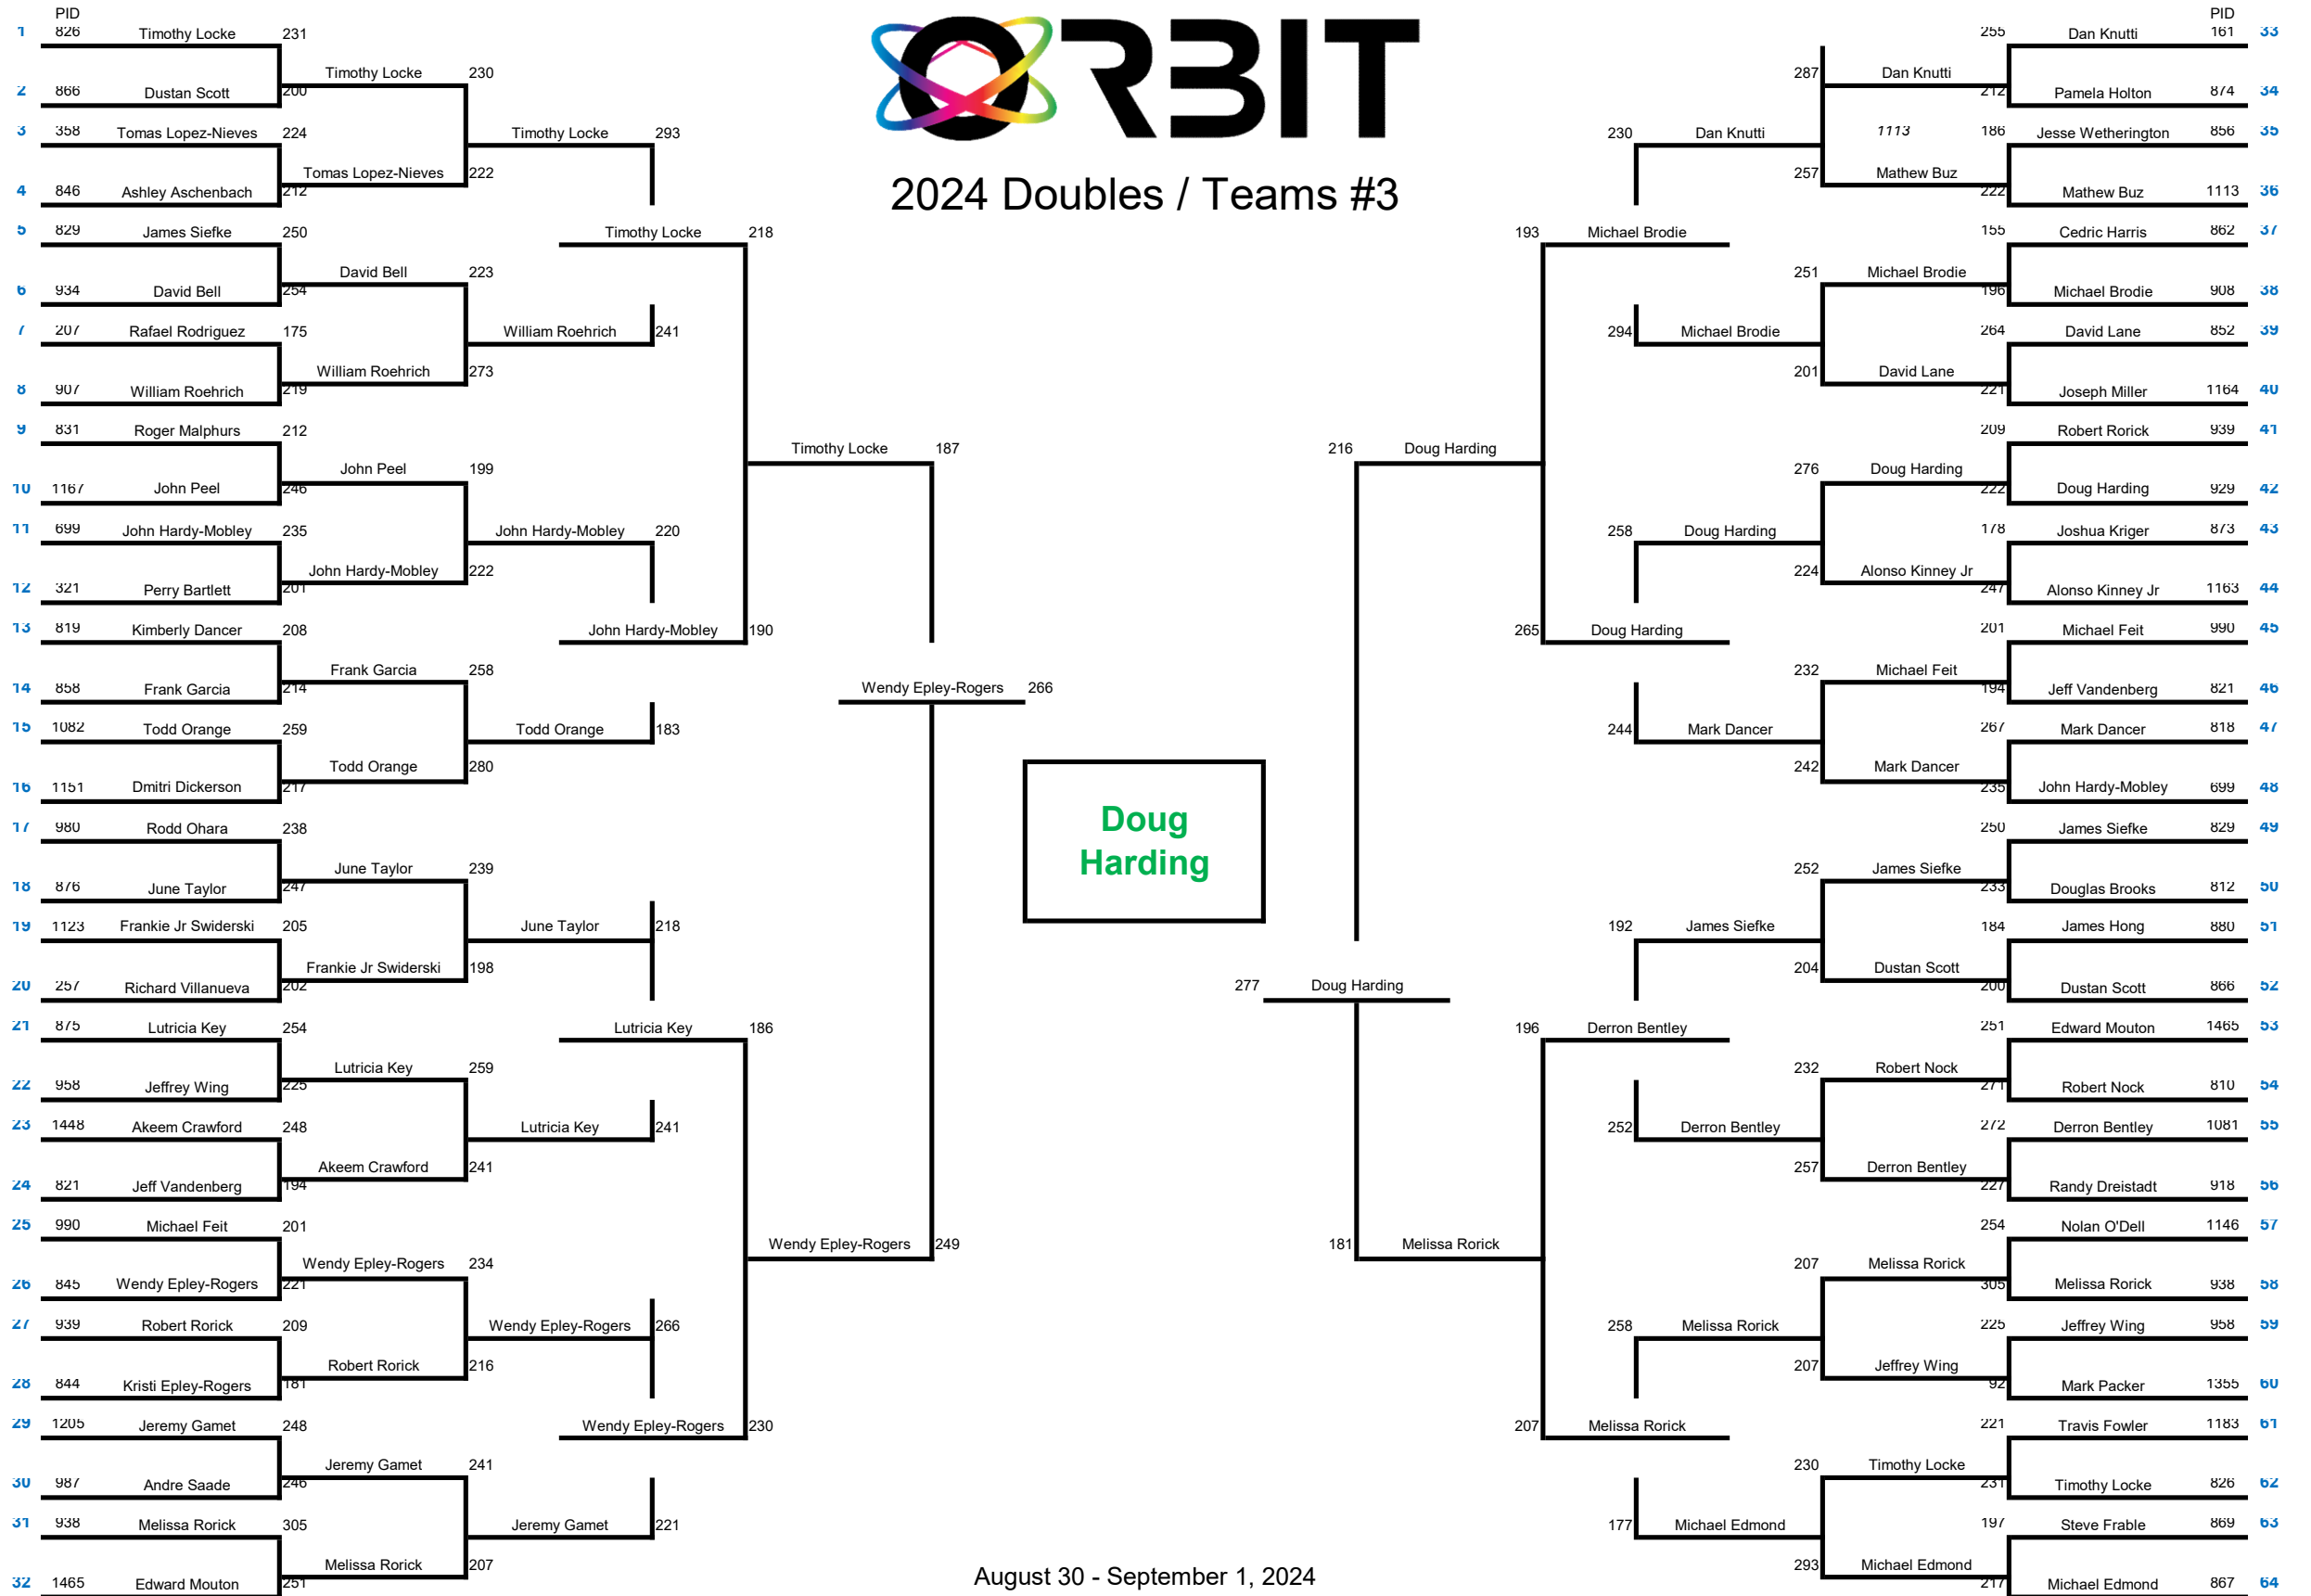 PID
1 826 Timothy Locke 231
Timothy Locke 230
2 866 Dustan Scott 200
3 358 Tomas Lopez-Nieves 224
Timothy Locke 293
Tomas Lopez-Nieves 222
4 846 Ashley Aschenbach 212
5 829 James Siefke 250
Timothy Locke 218
David Bell 223
6 934 David Bell 254
7 207 Rafael Rodriguez 175
William Roehrich 241
William Roehrich 273
8 907 William Roehrich 219
9 831 Roger Malphurs 212
Timothy Locke 187
John Peel 199
10 1167 John Peel 246
11 699 John Hardy-Mobley 235
John Hardy-Mobley 220
John Hardy-Mobley 222
12 321 Perry Bartlett 201
13 819 Kimberly Dancer 208
John Hardy-Mobley 190
Frank Garcia 258
14 858 Frank Garcia 214
Wendy Epley-Rogers 266
15 1082 Todd Orange 259
Todd Orange 183
Todd Orange 280
16 1151 Dmitri Dickerson 217
17 980 Rodd Ohara 238
June Taylor 239
18 876 June Taylor 247
19 1123 Frankie Jr Swiderski 205
June Taylor 218
Frankie Jr Swiderski 198
20 257 Richard Villanueva 202
21 875 Lutricia Key 254
Lutricia Key 186
Lutricia Key 259
22 958 Jeffrey Wing 225
23 1448 Akeem Crawford 248
Lutricia Key 241
Akeem Crawford 241
24 821 Jeff Vandenberg 194
25 990 Michael Feit 201
Wendy Epley-Rogers 249
Wendy Epley-Rogers 234
26 845 Wendy Epley-Rogers 221
27 939 Robert Rorick 209
Wendy Epley-Rogers 266
Robert Rorick 216
28 844 Kristi Epley-Rogers 181
29 1205 Jeremy Gamet 248
Wendy Epley-Rogers 230
Jeremy Gamet 241
30 987 Andre Saade 246
31 938 Melissa Rorick 305
Jeremy Gamet 221
Melissa Rorick 207
32 1465 Edward Mouton 251
ORBIT
2024 Doubles / Teams #3
Doug
Harding
August 30 - September 1, 2024
PID
255 Dan Knutti 161 33
287 Dan Knutti
212 Pamela Holton 874 34
230 Dan Knutti
1113
186 Jesse Wetherington 856 35
257 Mathew Buz
222 Mathew Buz 1113 36
193 Michael Brodie
155 Cedric Harris 862 37
251 Michael Brodie
196 Michael Brodie 908 38
294 Michael Brodie
264 David Lane 852 39
201 David Lane
221 Joseph Miller 1164 40
209 Robert Rorick 939 41
216 Doug Harding
276 Doug Harding
222 Doug Harding 929 42
258 Doug Harding
178 Joshua Kriger 873 43
224 Alonso Kinney Jr
247 Alonso Kinney Jr 1163 44
265 Doug Harding
201 Michael Feit 990 45
232 Michael Feit
194 Jeff Vandenberg 821 46
244 Mark Dancer
267 Mark Dancer 818 47
242 Mark Dancer
235 John Hardy-Mobley 699 48
250 James Siefke 829 49
252 James Siefke
233 Douglas Brooks 812 50
192 James Siefke
184 James Hong 880 51
204 Dustan Scott
277 Doug Harding
200 Dustan Scott 866 52
196 Derron Bentley
251 Edward Mouton 1465 53
232 Robert Nock
271 Robert Nock 810 54
252 Derron Bentley
272 Derron Bentley 1081 55
257 Derron Bentley
227 Randy Dreistadt 918 56
254 Nolan O'Dell 1146 57
181 Melissa Rorick
207 Melissa Rorick
305 Melissa Rorick 938 58
258 Melissa Rorick
225 Jeffrey Wing 958 59
207 Jeffrey Wing
92 Mark Packer 1355 60
207 Melissa Rorick
221 Travis Fowler 1183 61
230 Timothy Locke
231 Timothy Locke 826 62
177 Michael Edmond
197 Steve Frable 869 63
293 Michael Edmond
217 Michael Edmond 867 64